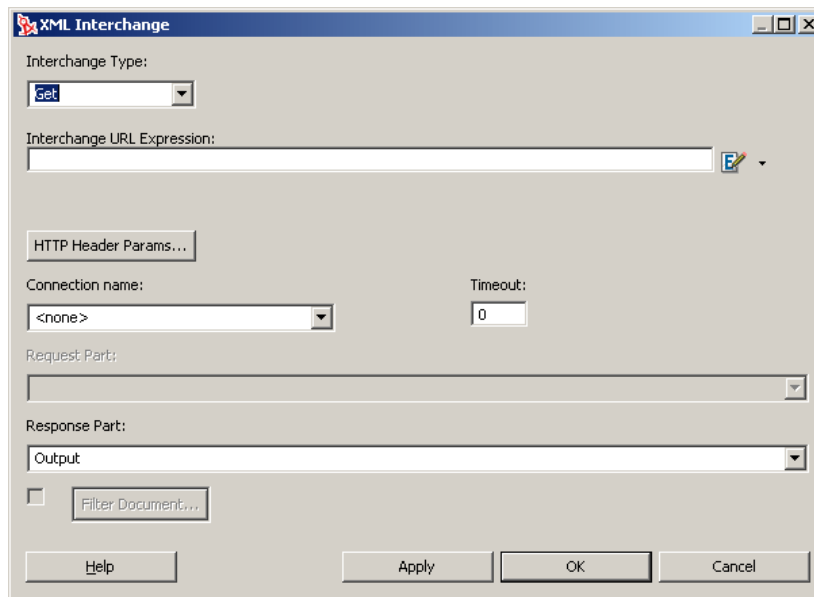 XML Interchange
Interchange Type:
Get
Interchange URL Expression:
E
HTTP Header Params...
Connection name:
Timeout:
<none>
0
Request Part:
Response Part:
Output
Filter Document...
Help
Apply
OK
Cancel